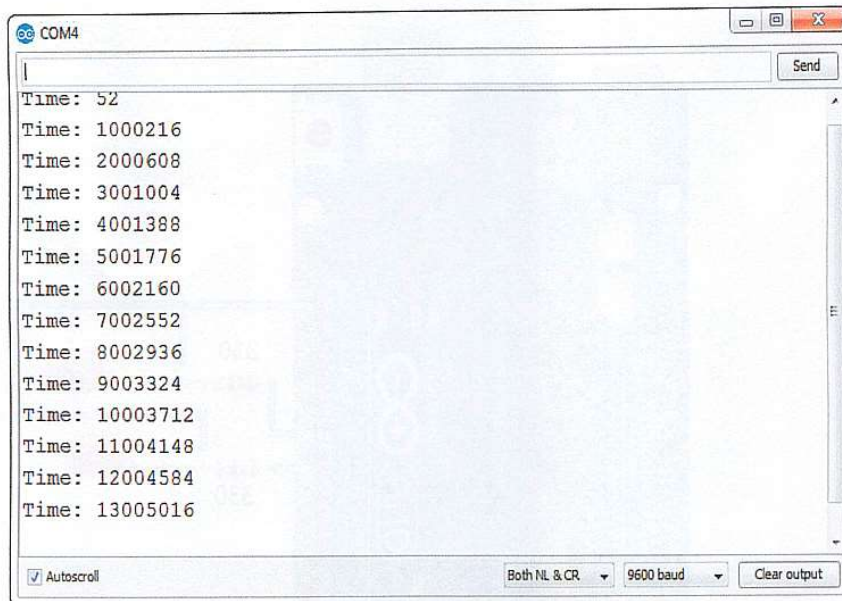 COM4
Send
Time: 52
Time: 1000216
Time: 2000608
Time: 3001004
Time: 4001388
Time: 5001776
Time: 6002160
Time: 7002552
Time: 8002936
Time: 9003324
Time: 10003712
Time: 11004148
Time: 12004584
Time: 13005016
Autoscroll
Both NL & CR 9600 baud Clear output